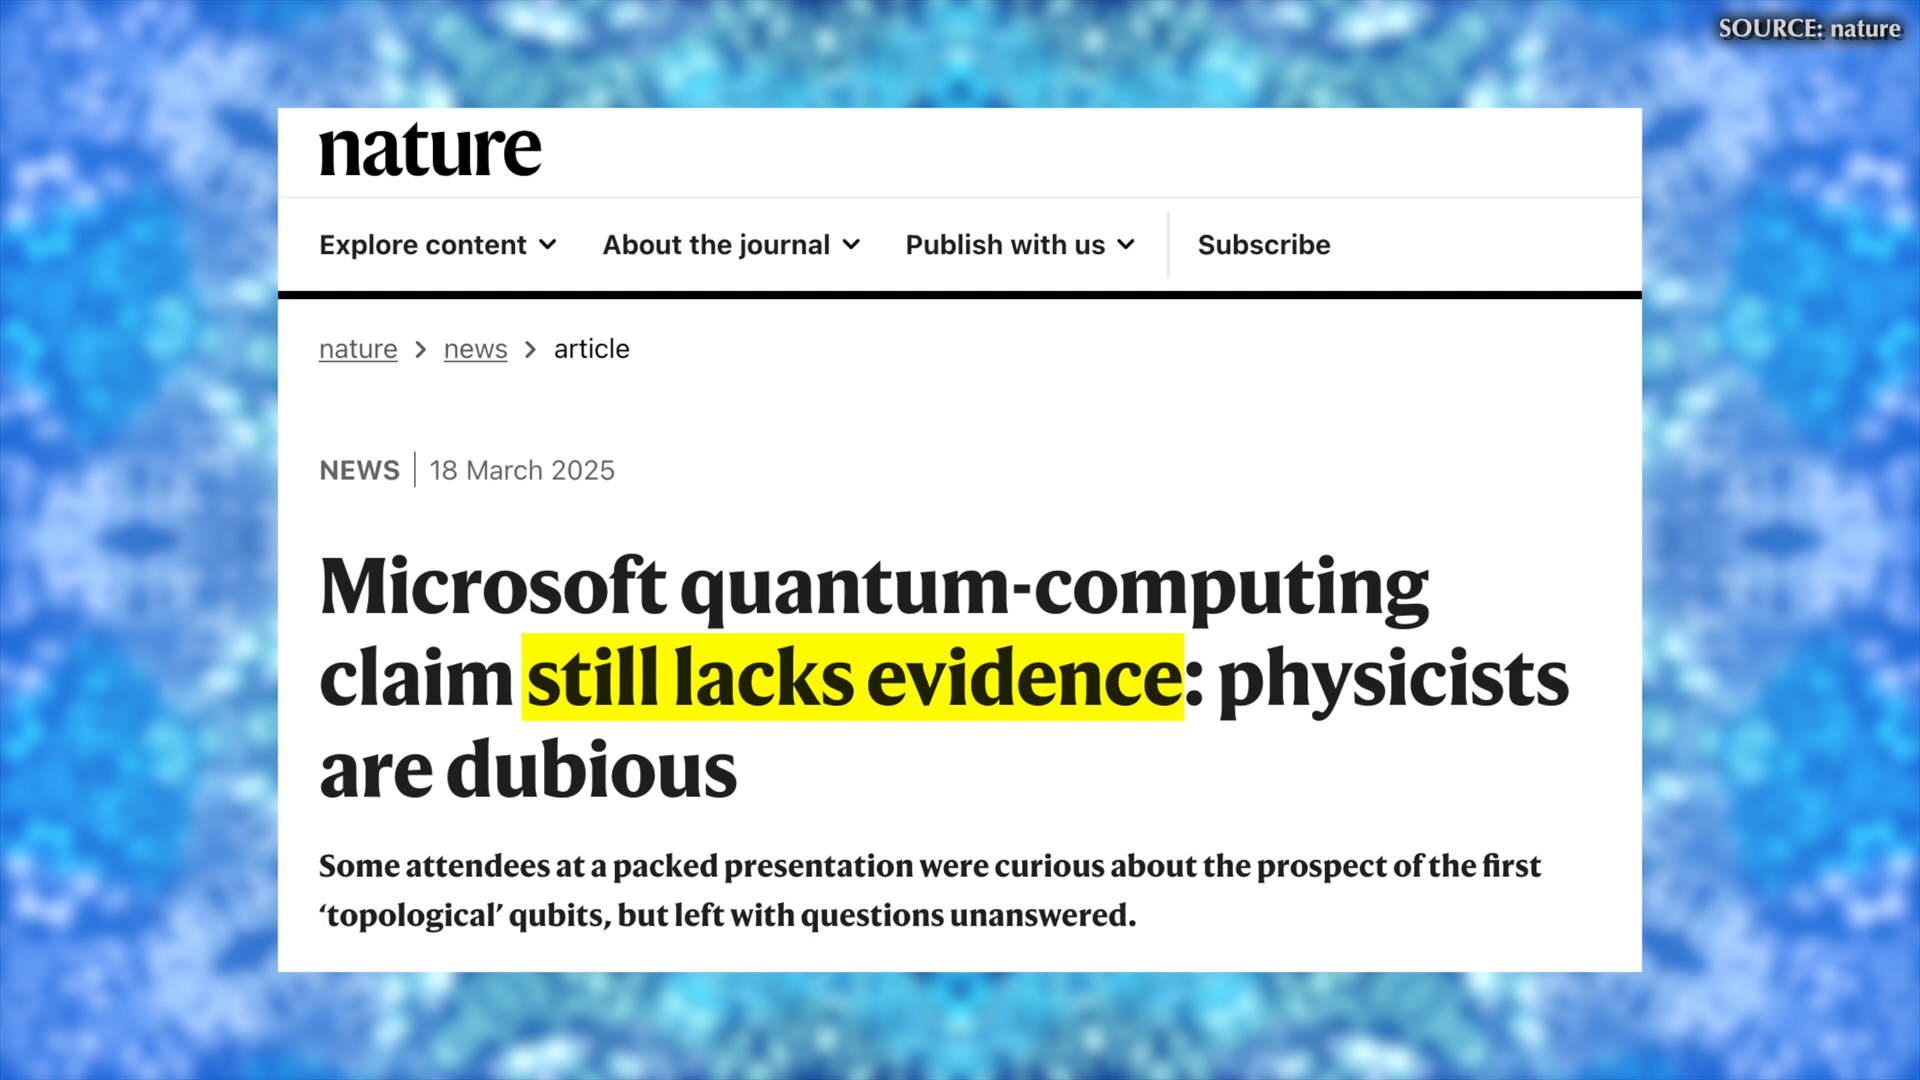 SOURCE: nature
nature
Explore content
About the journal
Publish with us
Subscribe
nature > news > article
NEWS | 18 March 2025
Microsoft quantum-computing
claim still lacks evidence: physicists
are dubious
Some attendees at a packed presentation were curious about the prospect of the first
‘topological’ qubits, but left with questions unanswered.